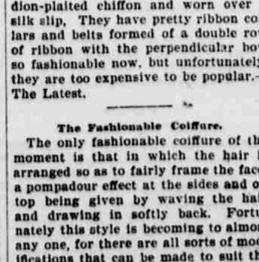 dion-plaited chiffon and worn over
silk slip, They have pretty ribbon co
lars and belts formed of a double ro
of ribbon with the perpendicular bo
so fashionable now, but unfortunatel
they are too expensive to be popular.-
The Latest.
The Fashionable Coiffure.
The only fashionable coiffure of th
moment is that in which the hair i
arranged so as to fairly frame the face
a pompadour effect at the sides and o
top being given by waving the hai
and drawing in softly back. Fortu
nately this style is becoming to almo
any one, for there are all sorts of mod
ifications that can be made to suit th